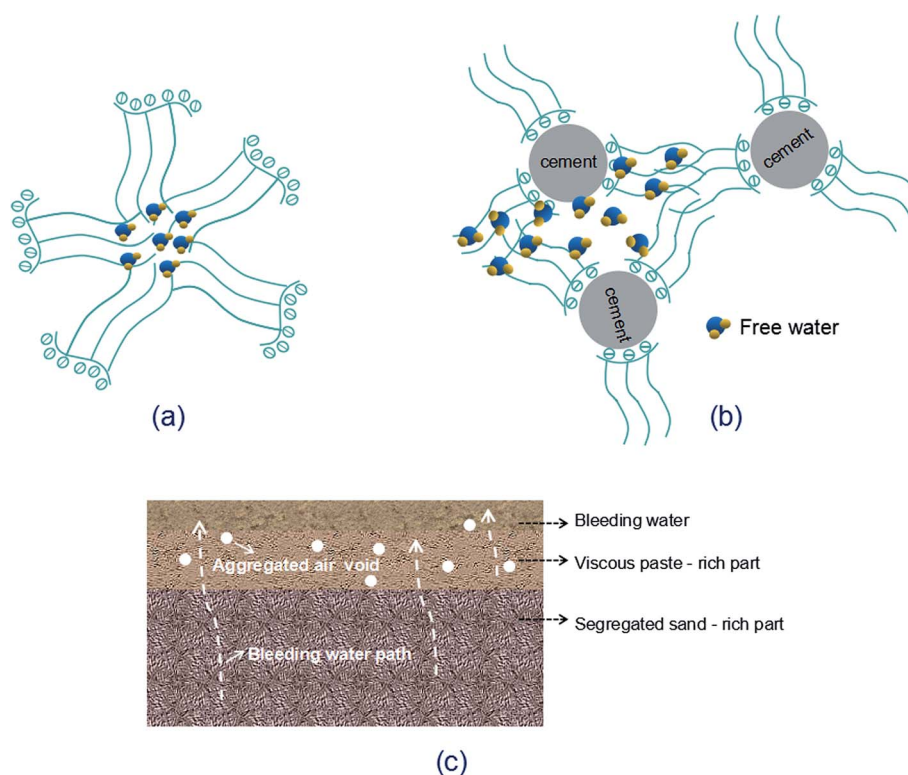 cement
cement
cement
Free water
(a)
(b)
Bleeding water
Aggregated air void
Viscous paste - rich part
Segregated sand - rich part
Bleeding water path
(c)